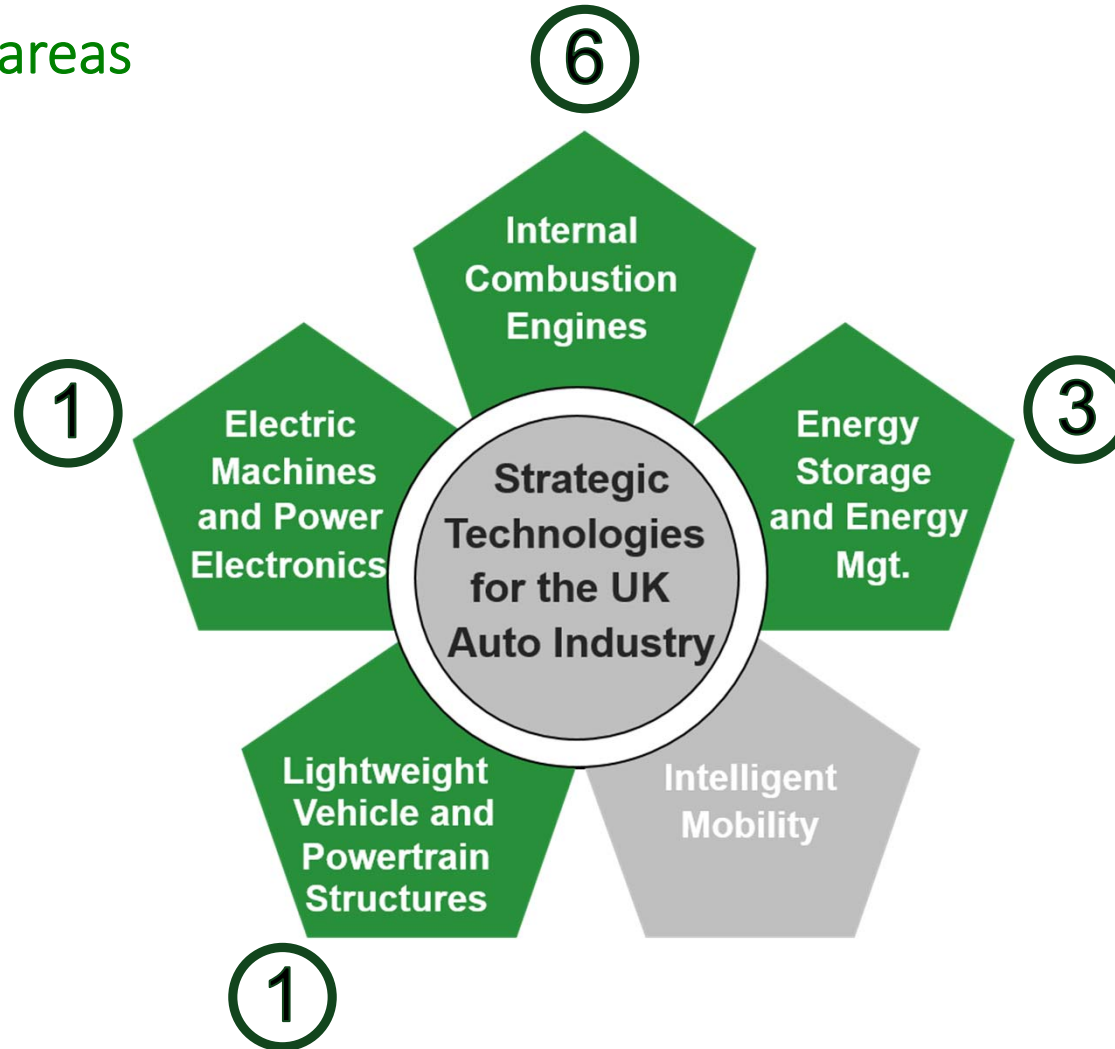 areas
6
Internal
Combustion
Engines
1
Electric
Machines
and Power
Electronics
Strategic
Technologies
for the UK
Auto Industry
Energy
Storage
and Energy
Mgt.
3
Lightweight
Vehicle and
Powertrain
Structures
Intelligent
Mobility
1